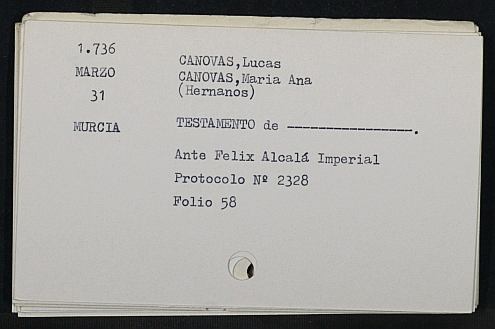 1.736
MARZO
31
MURCIA
CANOVAS,Lucas
CANOVAS,Maria Ana
(Hernanos)
TESTAMENTO de ----------------.
Ante Felix Alcalá Imperial
Protocolo Nº 2328
Folio 58